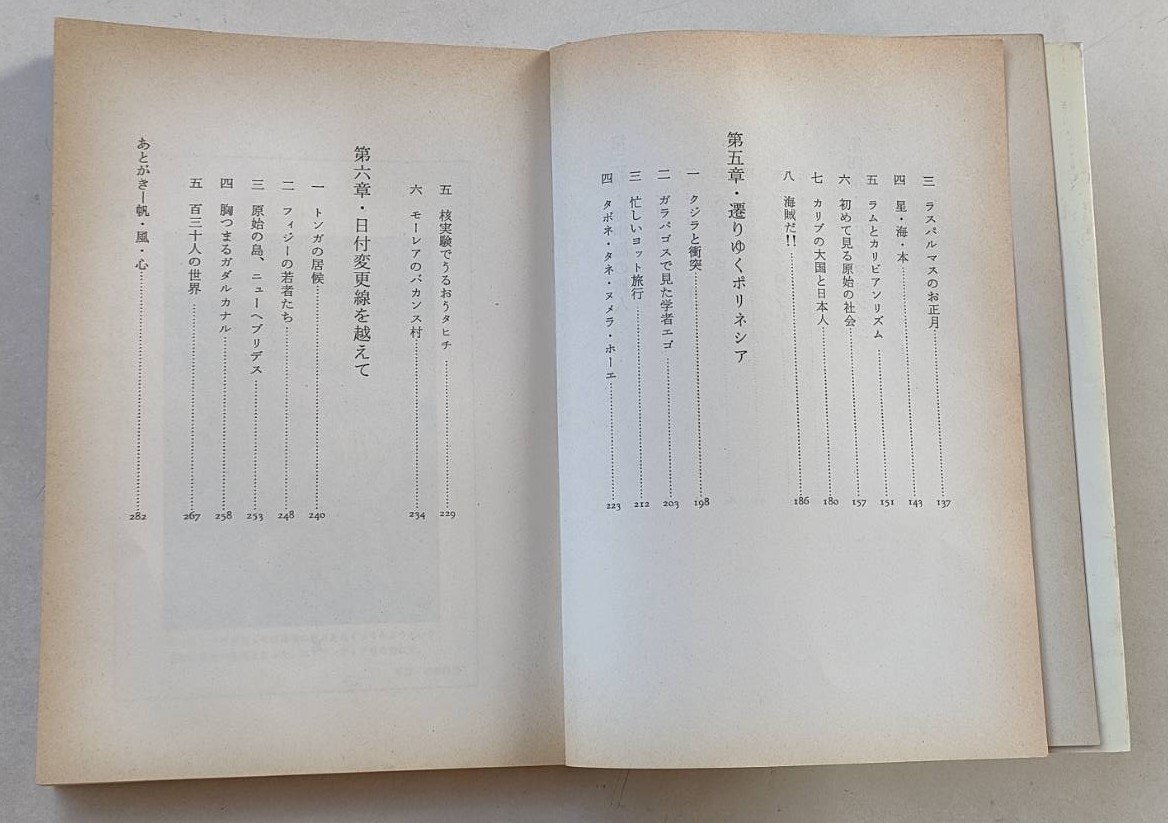 三 ラスパルマスのお正月……137
四 星・海・本……143
五 ラムとカリビアンリズム……151
六 初めて見る原始の社会……157
七 カリブの大国と日本人……180
八 海賊だ!!……186
第五章・遷りゆくポリネシア
一 クジラと衝突……198
二 ガラパゴスで見た学者エゴ……203
三 忙しいヨット旅行……212
四 タボネ・タネ・ヌメラ・ホーエ……223
五 核実験でうるおうタヒチ……229
六 モーレアのバカンス村……234
第六章・日付変更線を越えて
一 トンガの居候……240
二 フィジーの若者たち……248
三 原始の島、ニューヘブリデス……253
四 胸つまるガダルカナル……258
五 百三十人の世界……267
あとがき―帆・風・心……282